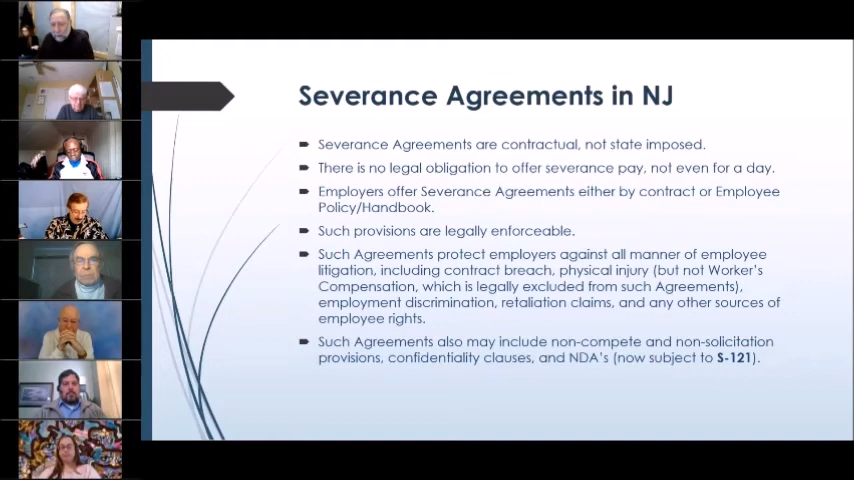 Severance Agreements in NJ
Severance Agreements are contractual, not state imposed.
There is no legal obligation to offer severance pay, not even for a day.
Employers offer Severance Agreements either by contract or Employee
Policy/Handbook.
Such provisions are legally enforceable.
Such Agreements protect employers against all manner of employee
litigation, including contract breach, physical injury (but not Worker's
Compensation, which is legally excluded from such Agreements),
employment discrimination, retaliation claims, and any other sources of
employee rights.
Such Agreements also may include non-compete and non-solicitation
provisions, confidentiality clauses, and NDA's (now subject to S-121).